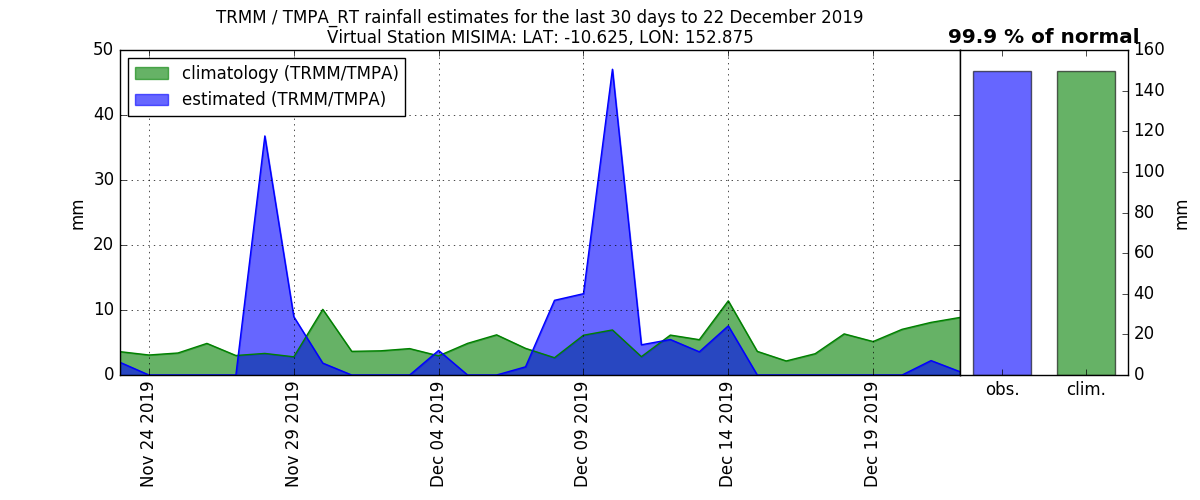 TRMM / TMPA_RT rainfall estimates for the last 30 days to 22 December 2019
Virtual Station MISIMA: LAT: -10.625, LON: 152.875
99.9 % of normal
climatology (TRMM/TMPA)
estimated (TRMM/TMPA)
50
40
30
20
10
0
mm
160
140
120
100
80
60
40
20
0
mm
obs.
clim.
Nov 24 2019
Nov 29 2019
Dec 04 2019
Dec 09 2019
Dec 14 2019
Dec 19 2019